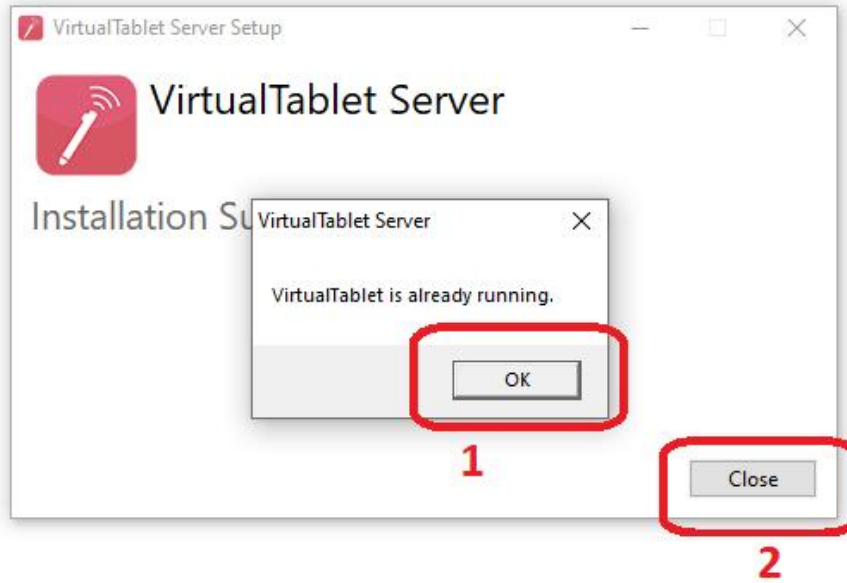 VirtualTablet Server Setup
VirtualTablet Server
Installation Su
VirtualTablet Server
VirtualTablet is already running.
OK
1
Close
2